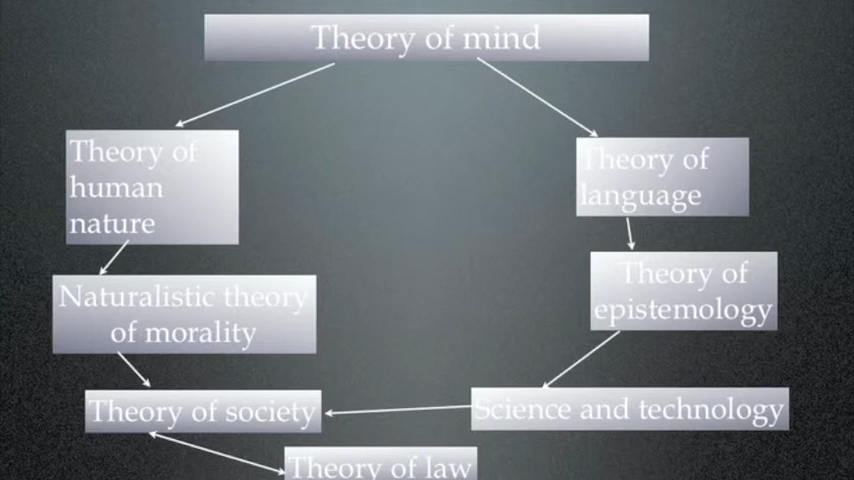 Theory of mind
Theory of
human
nature
Theory of
language
Theory of
epistemology
Naturalistic theory
of morality
Theory of society
Science and technology
Theory of law